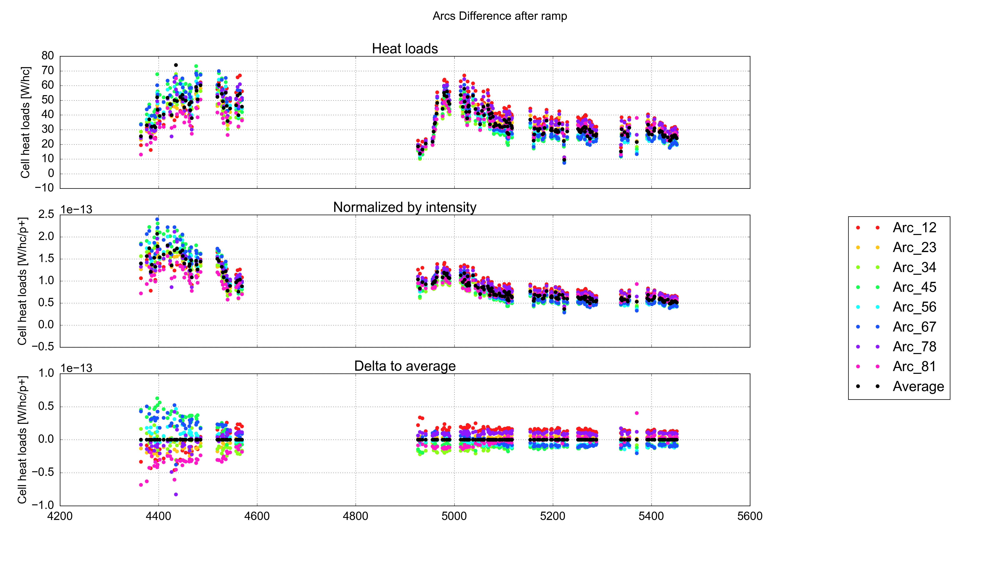 Arcs Difference after ramp
Heat loads
Cell heat loads [W/hc]
80
70
60
50
40
30
20
10
0
−10
Normalized by intensity
1e−13
Cell heat loads [W/hc/p+]
2.5
2.0
1.5
1.0
0.5
0.0
−0.5
Delta to average
1e−13
Cell heat loads [W/hc/p+]
1.0
0.5
0.0
−0.5
−1.0
4200 4400 4600 4800 5000 5200 5400 5600
Arc_12
Arc_23
Arc_34
Arc_45
Arc_56
Arc_67
Arc_78
Arc_81
Average